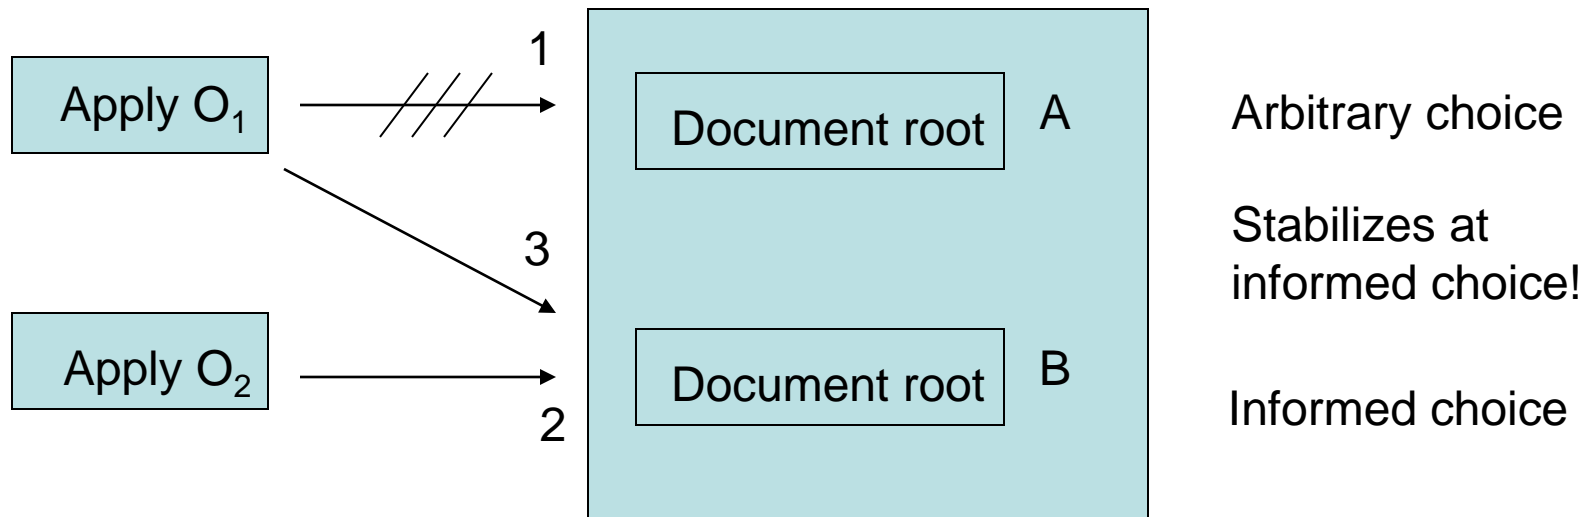 1
Apply O₁
Document root
A
Arbitrary choice
3
Stabilizes at
informed choice!
Apply O₂
Document root
B
2
Informed choice